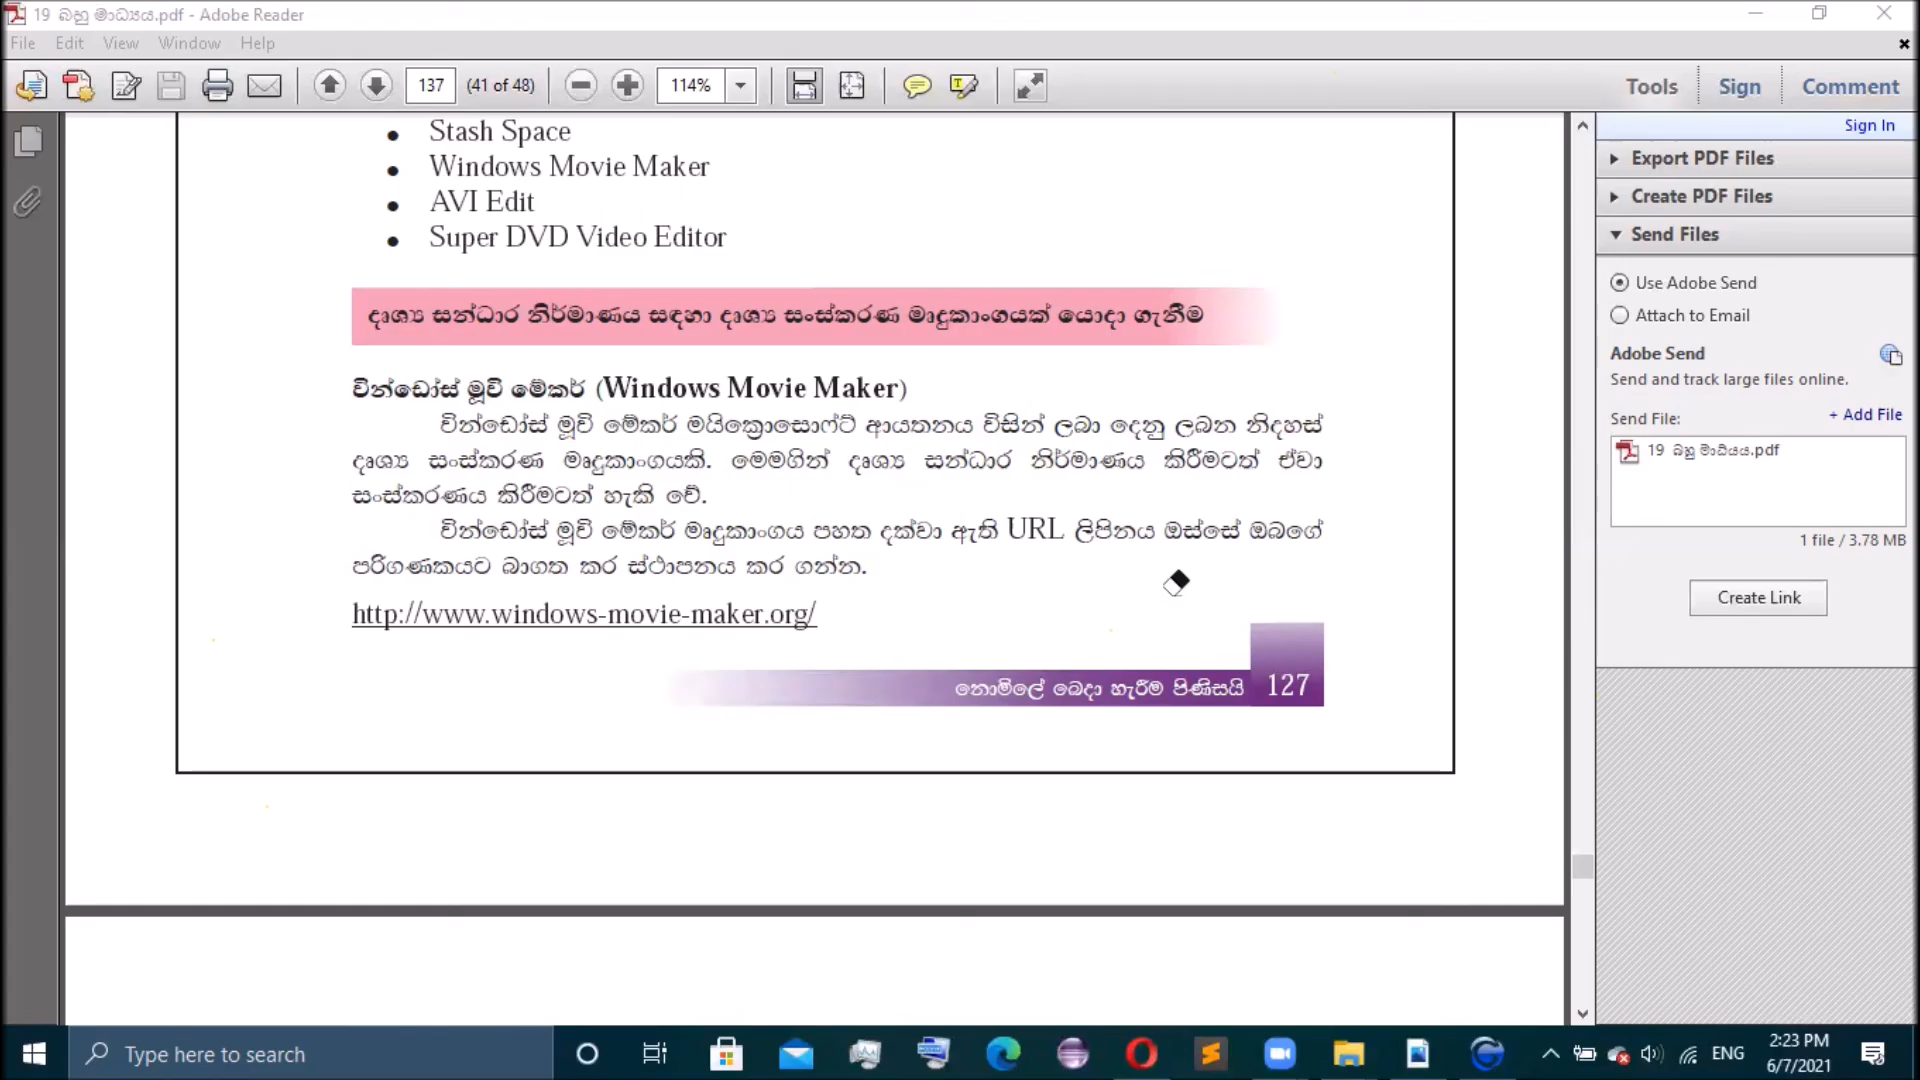 19 බහු මාධ්‍යය.pdf - Adobe Reader
File Edit View Window Help
137 (41 of 48) 114% Tools Sign Comment
Sign In
Export PDF Files
Create PDF Files
Send Files
Use Adobe Send
Attach to Email
Adobe Send
Send and track large files online.
Send File: + Add File
19 බහු මාධ්‍යය.pdf
1 file / 3.78 MB
Create Link
• Stash Space
• Windows Movie Maker
• AVI Edit
• Super DVD Video Editor
දෘශ්‍ය සන්ධාර නිර්මාණය සඳහා දෘශ්‍ය සංස්කරණ මෘදුකාංගයක් යොදා ගැනීම
වින්ඩෝස් මූවි මේකර් (Windows Movie Maker)
වින්ඩෝස් මූවි මේකර් මයික්‍රොසොෆ්ට් ආයතනය විසින් ලබා දෙනු ලබන නිදහස්
දෘශ්‍ය සංස්කරණ මෘදුකාංගයකි. මෙමගින් දෘශ්‍ය සන්ධාර නිර්මාණය කිරීමටත් ඒවා
සංස්කරණය කිරීමටත් හැකි වේ.
වින්ඩෝස් මූවි මේකර් මෘදුකාංගය පහත දක්වා ඇති URL ලිපිනය ඔස්සේ ඔබගේ
පරිගණකයට බාගත කර ස්ථාපනය කර ගන්න.
http://www.windows-movie-maker.org/
නොමිලේ බෙදා හැරීම පිණිසයි 127
Type here to search
ENG
2:23 PM
6/7/2021